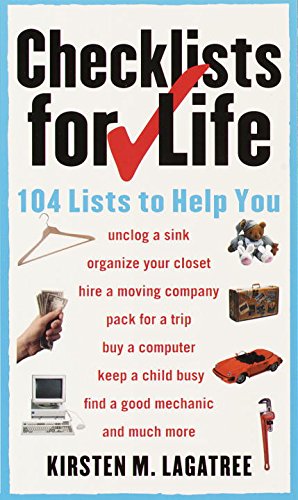 Checklists
for Life
104 Lists to Help You
unclog a sink
organize your closet
hire a moving company
pack for a trip
buy a computer
keep a child busy
find a good mechanic
and much more
KIRSTEN M. LAGATREE